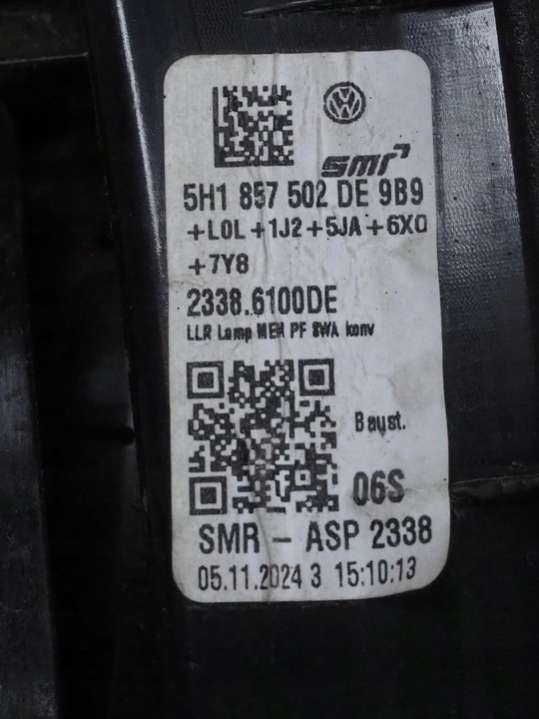 SMR
5H1 857 502 DE 9B9
+L0L+1J2+5JA+6X0
+7Y8
2338.6100DE
LLR Lamp MEM PF SWA konv
Baust.
06S
SMR - ASP 2338
05.11.2024 3 15:10:13